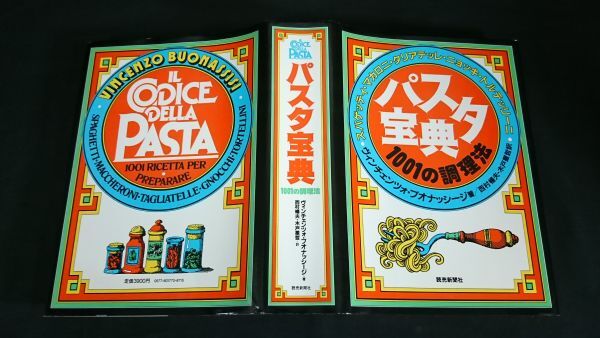 VINCENZO BUONASSISI
IL
CODICE
DELLA
PASTA
1001 RICETTA PER
PREPARARE
SPAGHETTI·MACCHERONI·TAGLIATELLE·GNOCCHI·TORTELLINI
定価3900円
IL
CODICE
DELLA
PASTA
パスタ宝典
1001の調理法
ヴィンチェンツォ・ブオナッシージ 著
読売新聞社
スパゲッティ・マカロニ・タリアテッレ・ニョッキ・トルテッリーニ
パスタ
宝典
1001の調理法
ヴィンチェンツォ・ブオナッシージ著
読売新聞社